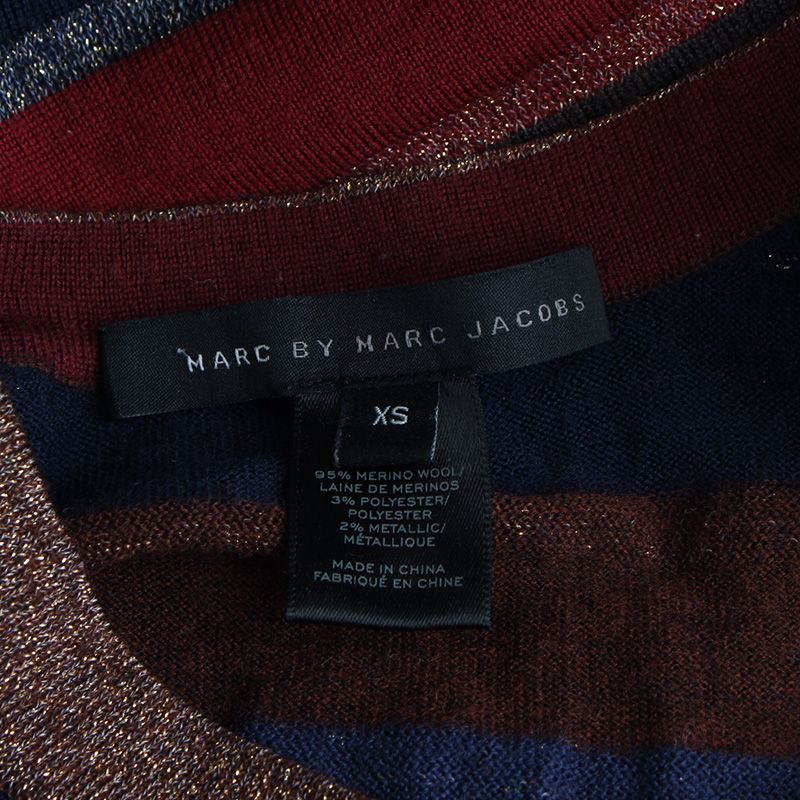 MARC BY MARC JACOBS
XS
95% MERINO WOOL/
LAINE DE MERINOS
3% POLYESTER/
POLYESTER
2% METALLIC/
MÉTALLIQUE
MADE IN CHINA
FABRIQUÉ EN CHINE